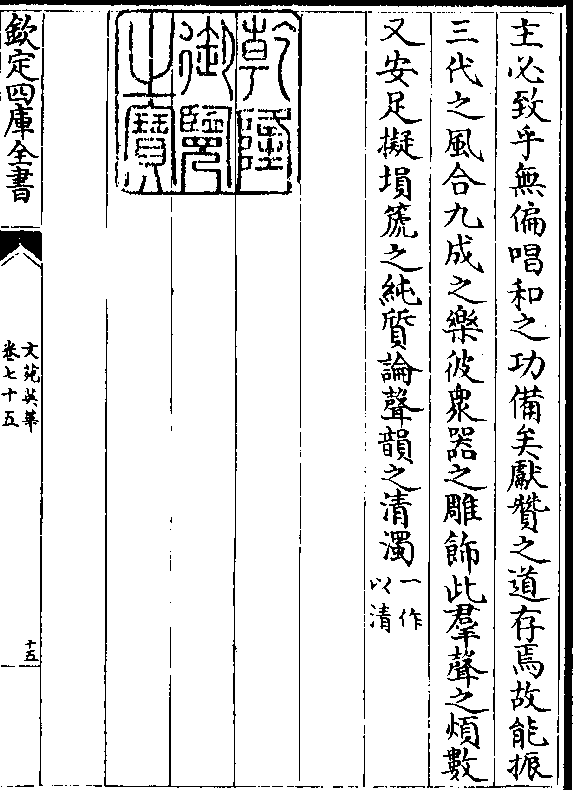 主必致乎無偏唱和之功備矣獻贊之道存焉故能振
三代之風合九成之樂彼衆器之雕飾此羣聲之煩數
又安足擬塤篪之純質論聲韻之清濁一作以清
乾隆御覽之寶
欽定四庫全書
文苑英華
卷七十五
十五